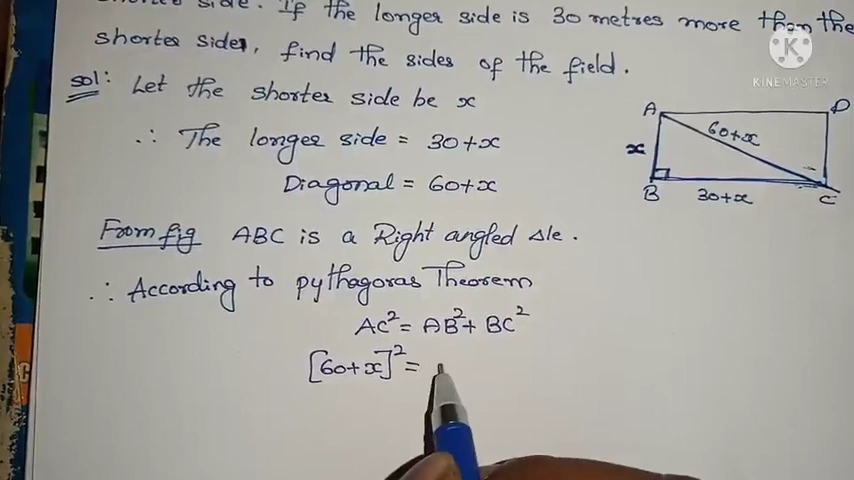 shorter side. If the longer side is 30 metres more than the
shorter side, find the sides of the field.
sol: Let the shorter side be x
∴ The longer side = 30+x
Diagonal = 60+x
From fig ABC is a Right angled Δle.
∴ According to pythagoras Theorem
AC² = AB² + BC²
[60+x]² =
A
D
60+x
x
B
30+x
C
K
KINEMASTER